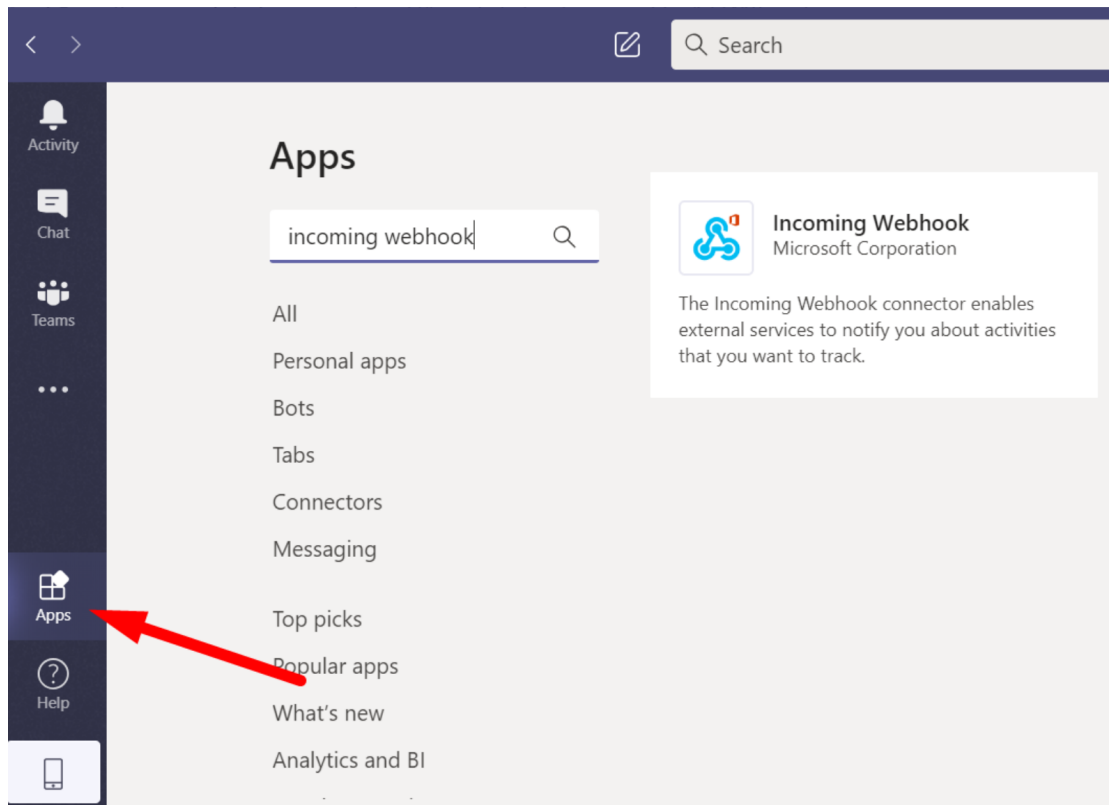 Search
Activity
Chat
Teams
Apps
Help
Apps
incoming webhook
All
Personal apps
Bots
Tabs
Connectors
Messaging
Top picks
Popular apps
What's new
Analytics and BI
Incoming Webhook
Microsoft Corporation
The Incoming Webhook connector enables
external services to notify you about activities
that you want to track.